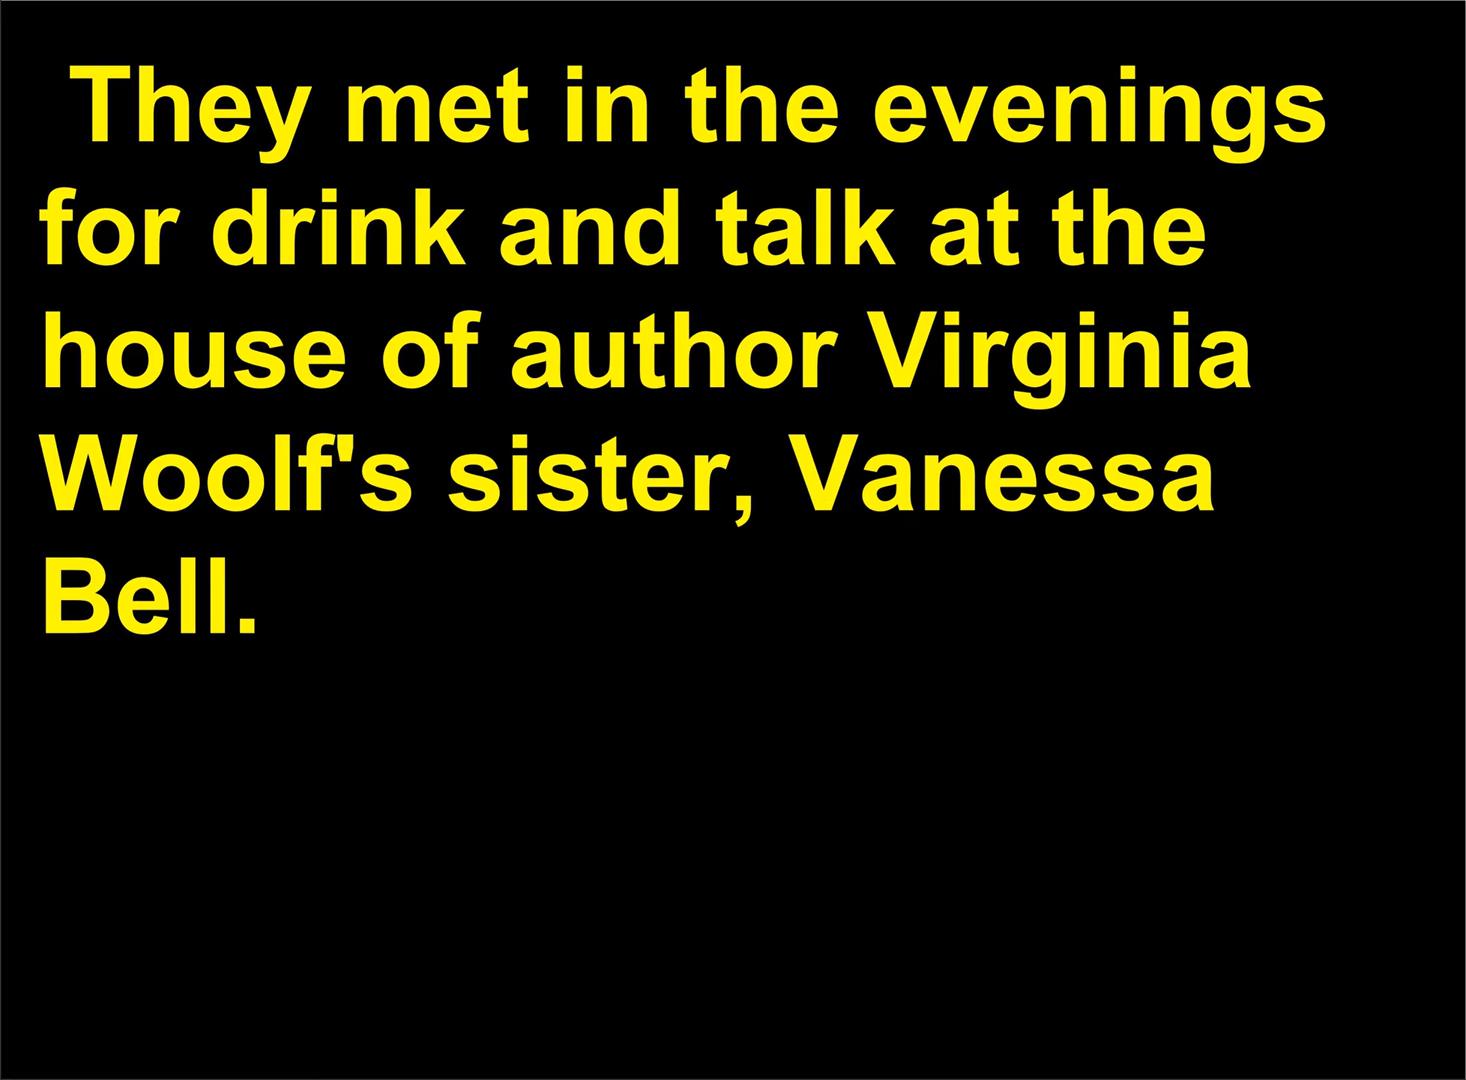 They met in the evenings
for drink and talk at the
house of author Virginia
Woolf's sister, Vanessa
Bell.